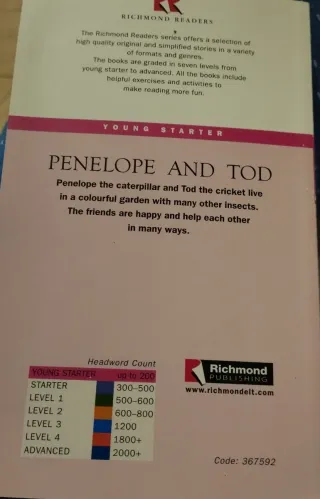 RICHMOND READERS
The Richmond Readers series offers a selection of
high quality original and simplified stories in a variety
of formats and genres.
The books are graded in seven levels from
young starter to advanced. All the books include
helpful exercises and activities to
make reading more fun.
YOUNG STARTER
PENELOPE AND TOD
Penelope the caterpillar and Tod the cricket live
in a colourful garden with many other insects.
The friends are happy and help each other
in many ways.
Headword Count
YOUNG STARTER up to 300
STARTER 300-500
LEVEL 1 500-600
LEVEL 2 600-800
LEVEL 3 1200
LEVEL 4 1800+
ADVANCED 2000+
Richmond
PUBLISHING
www.richmondelt.com
Code: 367592